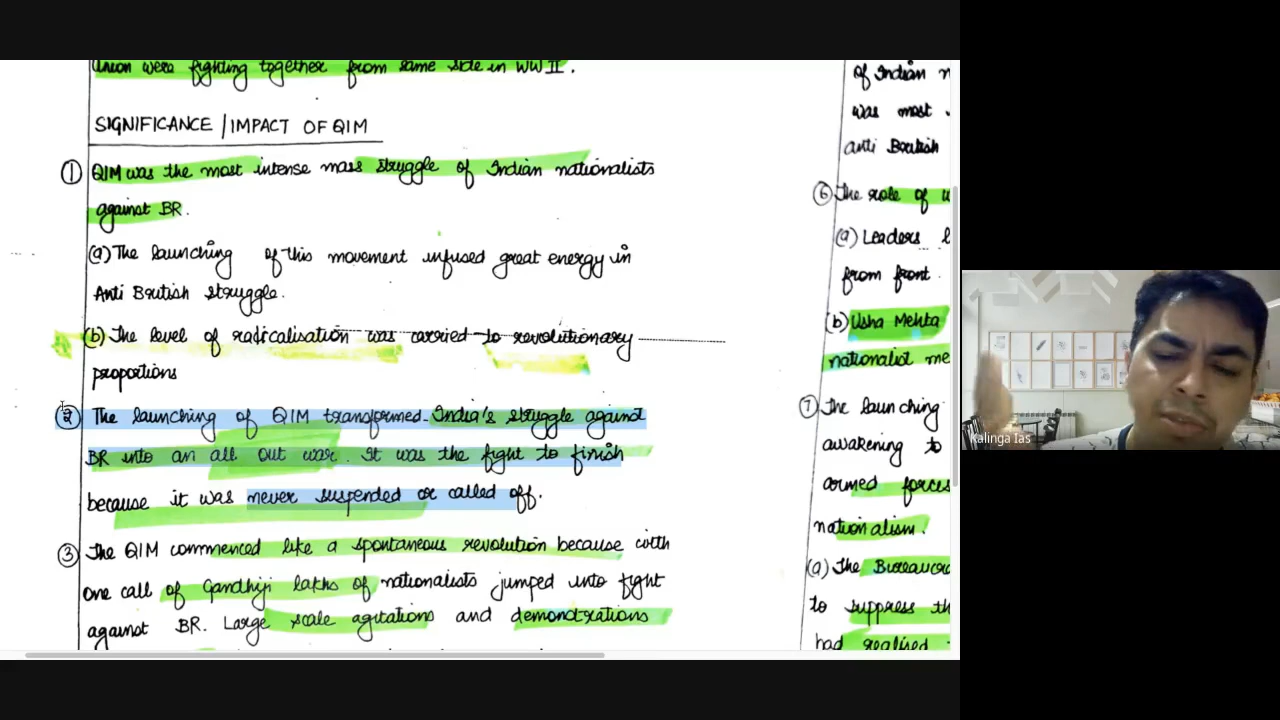 Union were fighting together from same side in WW II.
SIGNIFICANCE / IMPACT OF QIM
① QIM was the most intense mass struggle of Indian nationalists
against BR.
(a) The launching of this movement infused great energy in
Anti British struggle.
(b) The level of radicalisation was carried to revolutionary
proportions
② The launching of QIM transformed India's struggle against
BR into an all out war. It was the fight to finish
because it was never suspended or called off.
③ The QIM commenced like a spontaneous revolution because with
one call of Gandhiji lakhs of nationalists jumped into fight
against BR. Large scale agitations and demonstrations
of Indian
was most
anti British
⑥ The role of
(a) Leaders
from front.
(b) Usha Mehta
nationalist
⑦ The launching
awakening to
armed forces
nationalism.
(a) The
to suppress
had realised
Kalinga Ias